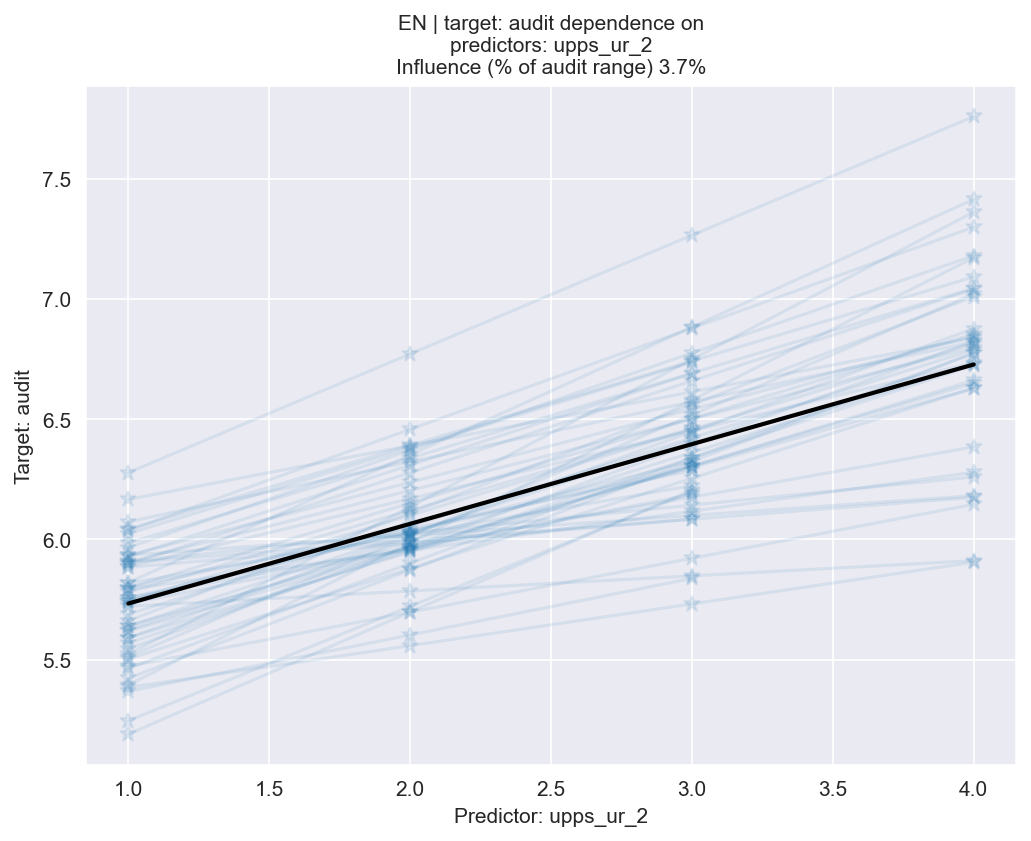 EN | target: audit dependence on
predictors: upps_ur_2
Influence (% of audit range) 3.7%
7.5
7.0
6.5
6.0
5.5
Target: audit
1.0 1.5 2.0 2.5 3.0 3.5 4.0
Predictor: upps_ur_2